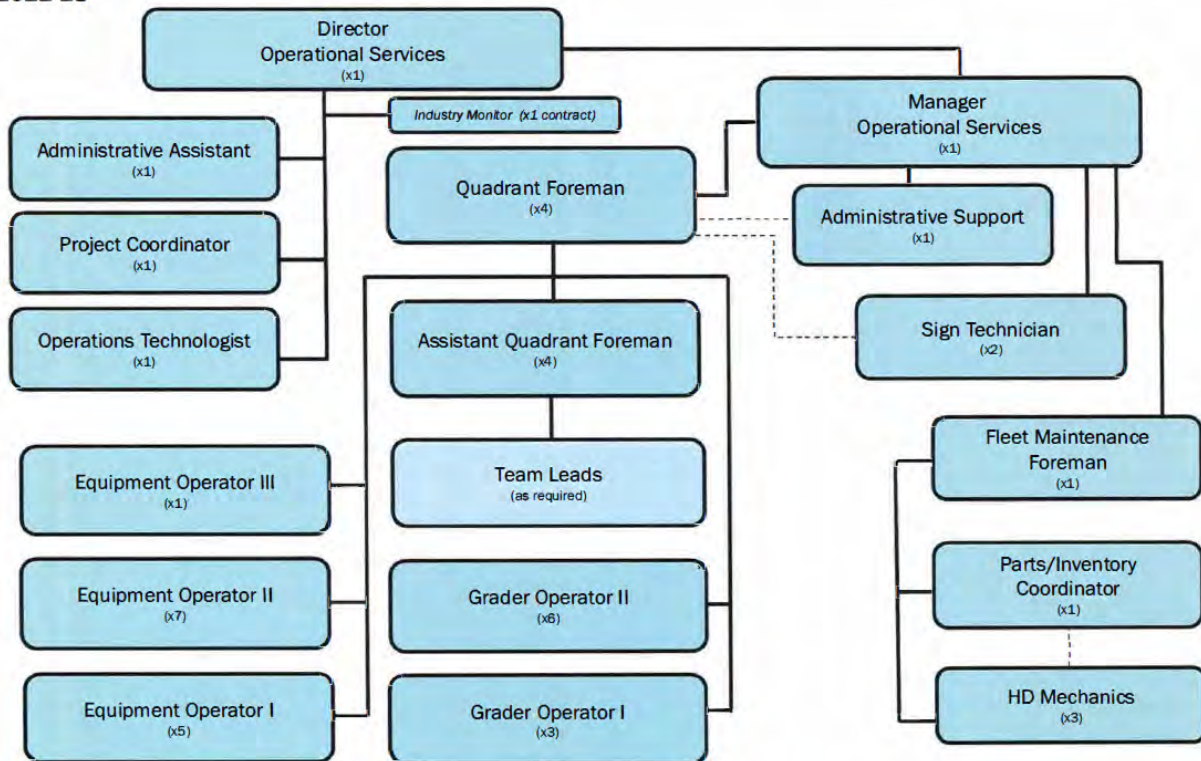 Director
Operational Services
(x1)
Industry Monitor (x1 contract)
Manager
Operational Services
(x1)
Administrative Assistant
(x1)
Quadrant Foreman
(x4)
Administrative Support
(x1)
Project Coordinator
(x1)
Operations Technologist
(x1)
Assistant Quadrant Foreman
(x4)
Sign Technician
(x2)
Fleet Maintenance
Foreman
(x1)
Equipment Operator III
(x1)
Team Leads
(as required)
Parts/Inventory
Coordinator
(x1)
Equipment Operator II
(x7)
Grader Operator II
(x6)
HD Mechanics
(x3)
Equipment Operator I
(x5)
Grader Operator I
(x3)